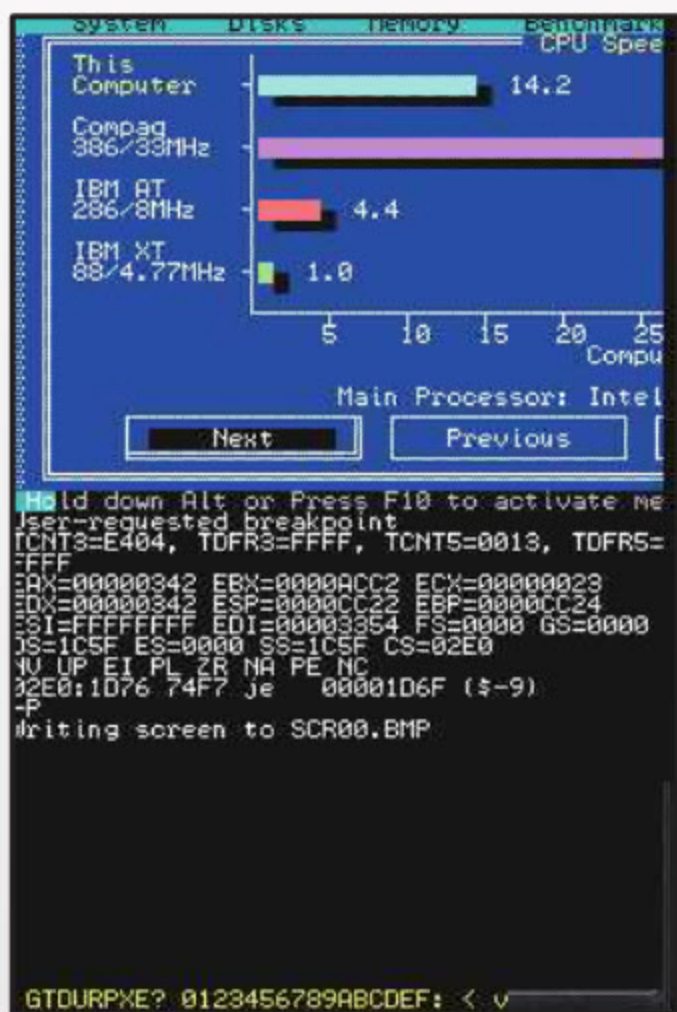 System Disks Memory Benchmark
CPU Spee
This
Computer 14.2
Compaq
386/33MHz
IBM AT
286/8MHz 4.4
IBM XT
88/4.77MHz 1.0
5 10 15 20 25
Compu
Main Processor: Intel
Next Previous
Hold down Alt or Press F10 to activate me
User-requested breakpoint
TCNT3=E404, TDFR3=FFFF, TCNT5=0013, TDFR5=
FFFF
EAX=00000342 EBX=0000ACC2 ECX=00000023
EDX=00000342 ESP=0000CC22 EBP=0000CC24
ESI=FFFFFFFF EDI=00003354 FS=0000 GS=0000
DS=1C5F ES=0000 SS=1C5F CS=02E0
NV UP EI PL ZR NA PE NC
02E0:1D76 74F7 je 00001D6F ($-9)
-P
Writing screen to SCR00.BMP
GTDURPXE? 0123456789ABCDEF: < v